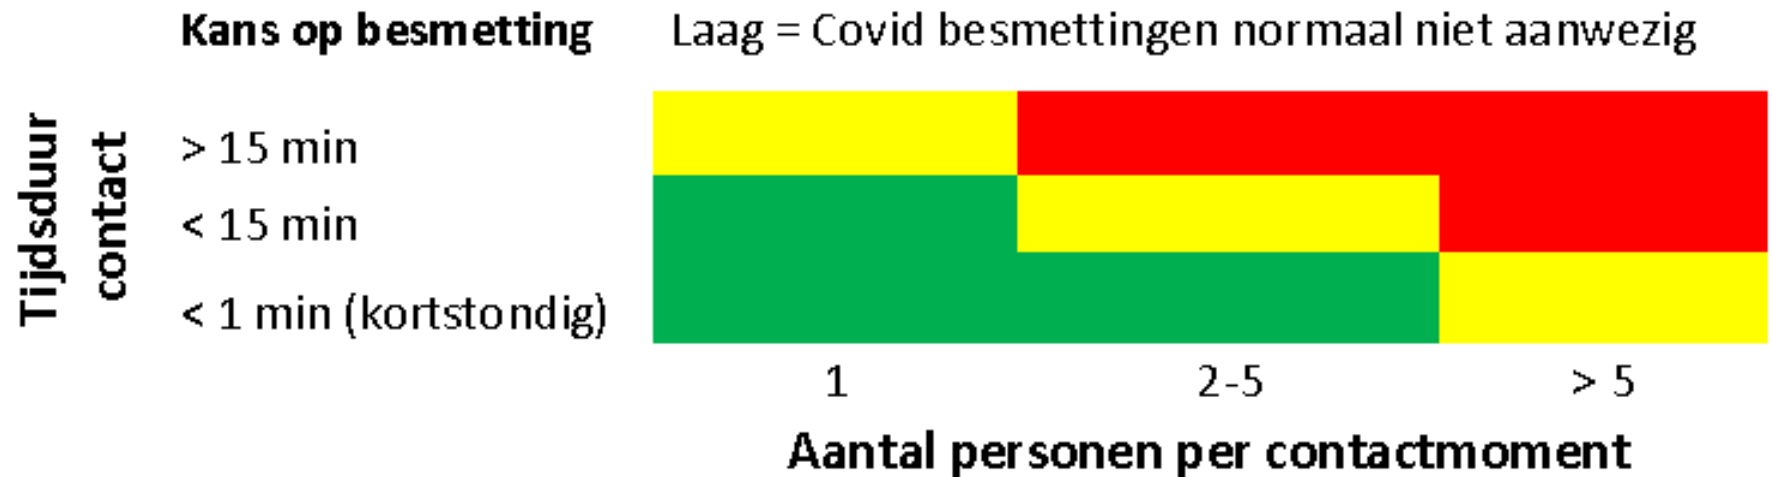 Kans op besmetting Laag = Covid besmettingen normaal niet aanwezig
Tijdsduur
contact
> 15 min
< 15 min
< 1 min (kortstondig)
1 2-5 > 5
Aantal personen per contactmoment